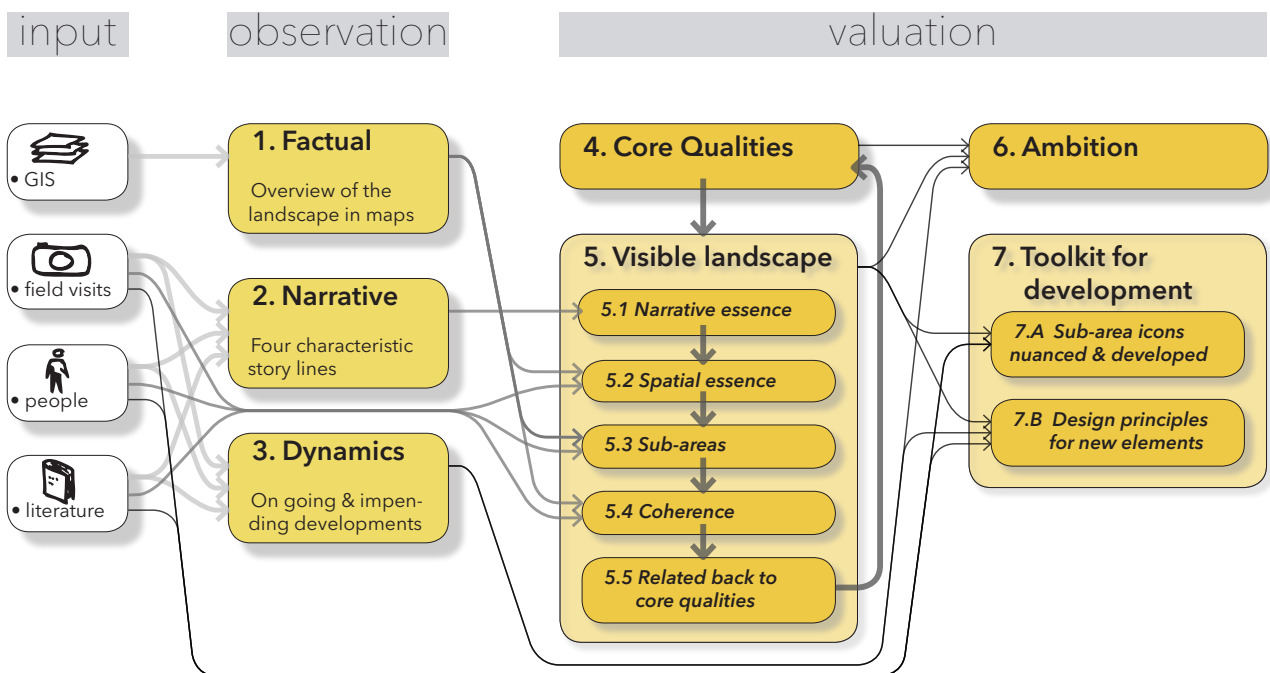 input
observation
valuation
• GIS
• field visits
• people
• literature
1. Factual
Overview of the
landscape in maps
2. Narrative
Four characteristic
story lines
3. Dynamics
On going & impen-
ding developments
4. Core Qualities
5. Visible landscape
5.1 Narrative essence
5.2 Spatial essence
5.3 Sub-areas
5.4 Coherence
5.5 Related back to
core qualities
6. Ambition
7. Toolkit for
development
7.A Sub-area icons
nuanced & developed
7.B Design principles
for new elements